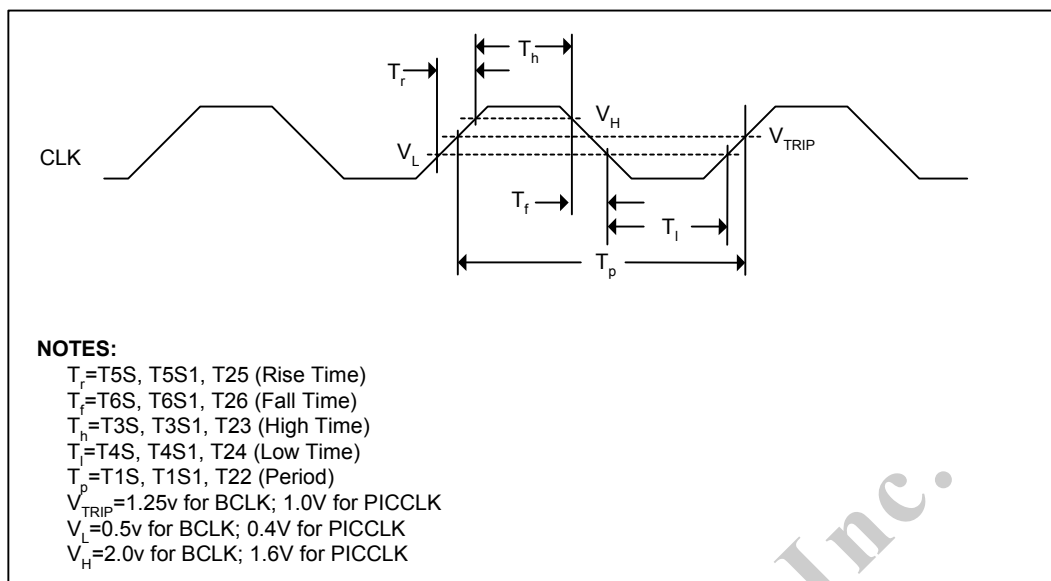 T_h
T_r
V_H
CLK
V_L
V_TRIP
T_f
T_l
T_p
NOTES:
T_r=T5S, T5S1, T25 (Rise Time)
T_f=T6S, T6S1, T26 (Fall Time)
T_h=T3S, T3S1, T23 (High Time)
T_l=T4S, T4S1, T24 (Low Time)
T_p=T1S, T1S1, T22 (Period)
V_TRIP=1.25v for BCLK; 1.0V for PICCLK
V_L=0.5v for BCLK; 0.4V for PICCLK
V_H=2.0v for BCLK; 1.6V for PICCLK
Inc.